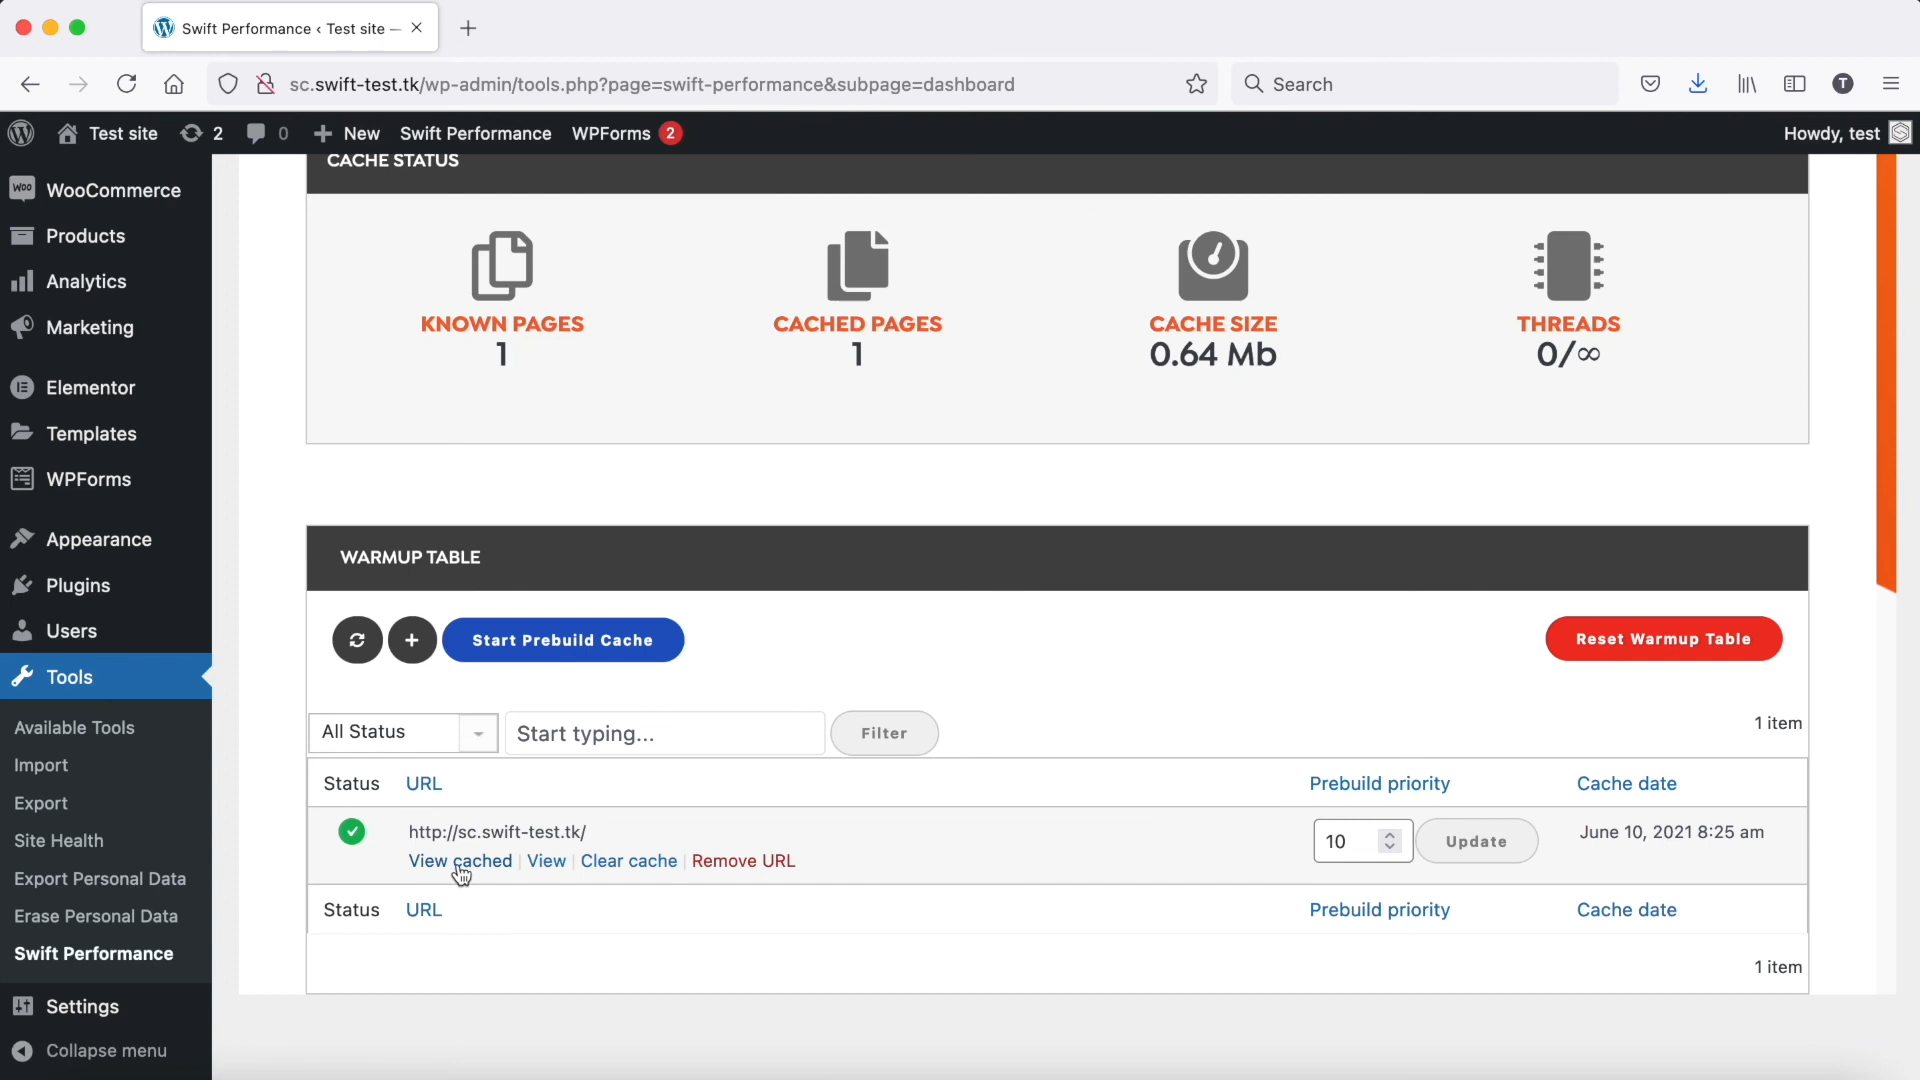 Swift Performance ‹ Test site —
sc.swift-test.tk/wp-admin/tools.php?page=swift-performance&subpage=dashboard
Search
T
Test site 2 0 New Swift Performance WPForms 2
Howdy, test
WooCommerce
Products
Analytics
Marketing
Elementor
Templates
WPForms
Appearance
Plugins
Users
Tools
Available Tools
Import
Export
Site Health
Export Personal Data
Erase Personal Data
Swift Performance
Settings
Collapse menu
CACHE STATUS
KNOWN PAGES
1
CACHED PAGES
1
CACHE SIZE
0.64 Mb
THREADS
0/∞
WARMUP TABLE
Start Prebuild Cache
Reset Warmup Table
All Status Start typing... Filter
1 item
Status URL Prebuild priority Cache date
http://sc.swift-test.tk/ 10 Update June 10, 2021 8:25 am
View cached | View | Clear cache | Remove URL
Status URL Prebuild priority Cache date
1 item